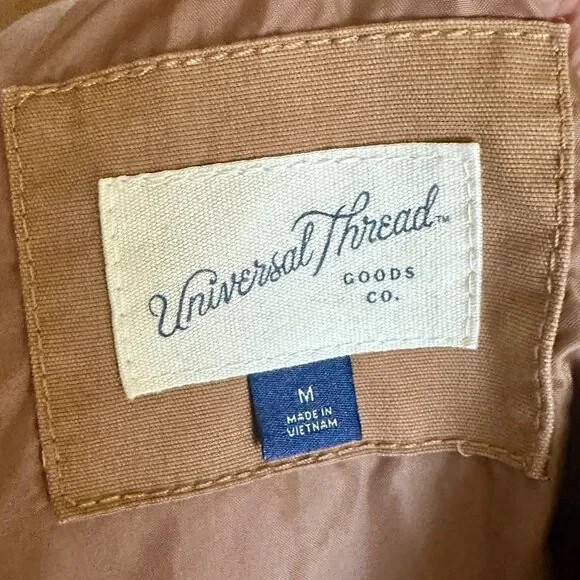 Universal Thread™
GOODS
CO.
M
MADE IN
VIETNAM